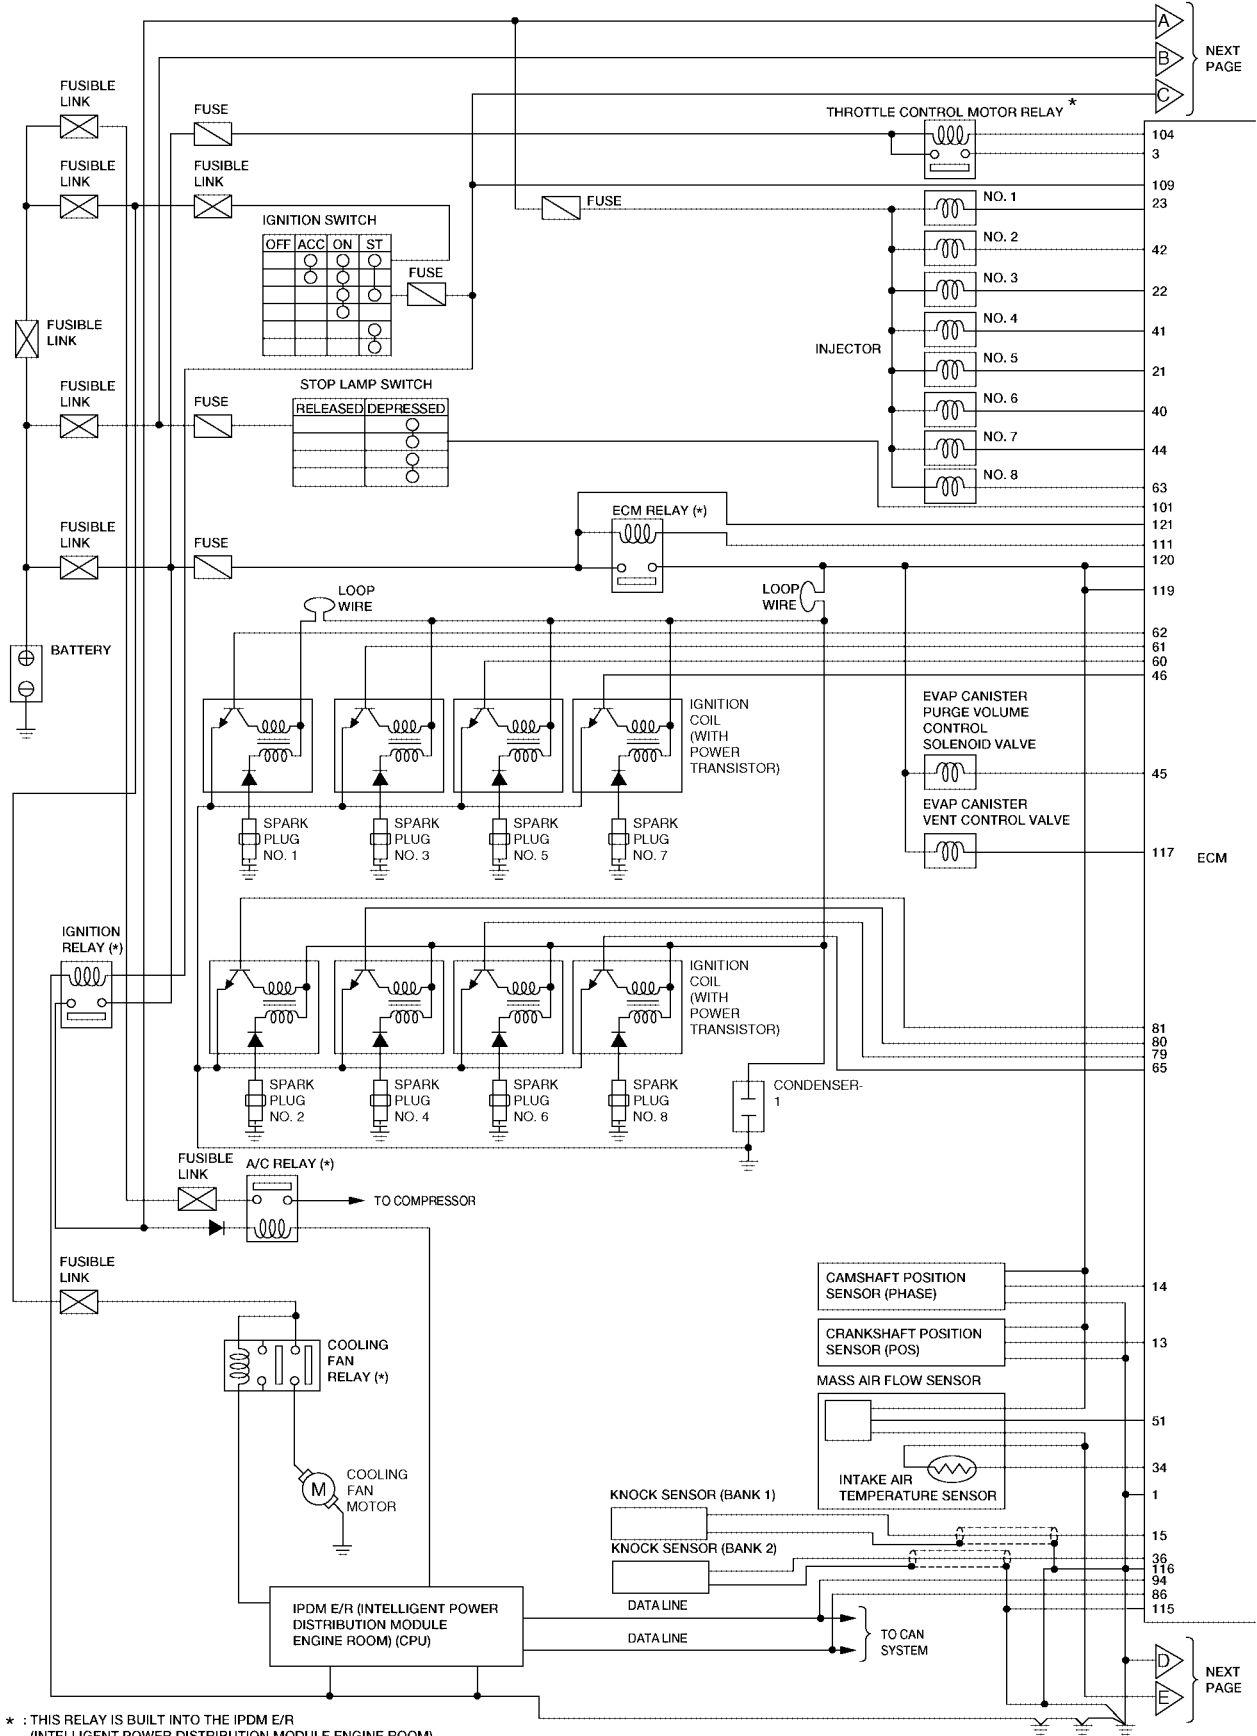 A
B
C
NEXT
PAGE
FUSIBLE
LINK
FUSE
THROTTLE CONTROL MOTOR RELAY *
104
3
FUSIBLE
LINK
FUSIBLE
LINK
109
FUSE
NO. 1
23
IGNITION SWITCH
OFF ACC ON ST
FUSE
NO. 2
42
NO. 3
22
FUSIBLE
LINK
NO. 4
41
INJECTOR
NO. 5
21
FUSIBLE
LINK
STOP LAMP SWITCH
FUSE
RELEASED DEPRESSED
NO. 6
40
NO. 7
44
NO. 8
63
101
ECM RELAY (*)
121
111
120
119
FUSIBLE
LINK
FUSE
LOOP
WIRE
LOOP
WIRE
62
61
60
46
BATTERY
IGNITION
COIL
(WITH
POWER
TRANSISTOR)
EVAP CANISTER
PURGE VOLUME
CONTROL
SOLENOID VALVE
45
EVAP CANISTER
VENT CONTROL VALVE
117
ECM
SPARK
PLUG
NO. 1
SPARK
PLUG
NO. 3
SPARK
PLUG
NO. 5
SPARK
PLUG
NO. 7
IGNITION
RELAY (*)
IGNITION
COIL
(WITH
POWER
TRANSISTOR)
81
80
79
65
SPARK
PLUG
NO. 2
SPARK
PLUG
NO. 4
SPARK
PLUG
NO. 6
SPARK
PLUG
NO. 8
CONDENSER-
1
FUSIBLE
LINK
A/C RELAY (*)
TO COMPRESSOR
FUSIBLE
LINK
CAMSHAFT POSITION
SENSOR (PHASE)
14
COOLING
FAN
RELAY (*)
CRANKSHAFT POSITION
SENSOR (POS)
13
MASS AIR FLOW SENSOR
51
34
INTAKE AIR
TEMPERATURE SENSOR
M
COOLING
FAN
MOTOR
1
KNOCK SENSOR (BANK 1)
15
KNOCK SENSOR (BANK 2)
36
116
94
86
115
IPDM E/R (INTELLIGENT POWER
DISTRIBUTION MODULE
ENGINE ROOM) (CPU)
DATA LINE
DATA LINE
TO CAN
SYSTEM
D
E
NEXT
PAGE
* : THIS RELAY IS BUILT INTO THE IPDM E/R
(INTELLIGENT POWER DISTRIBUTION MODULE ENGINE ROOM)